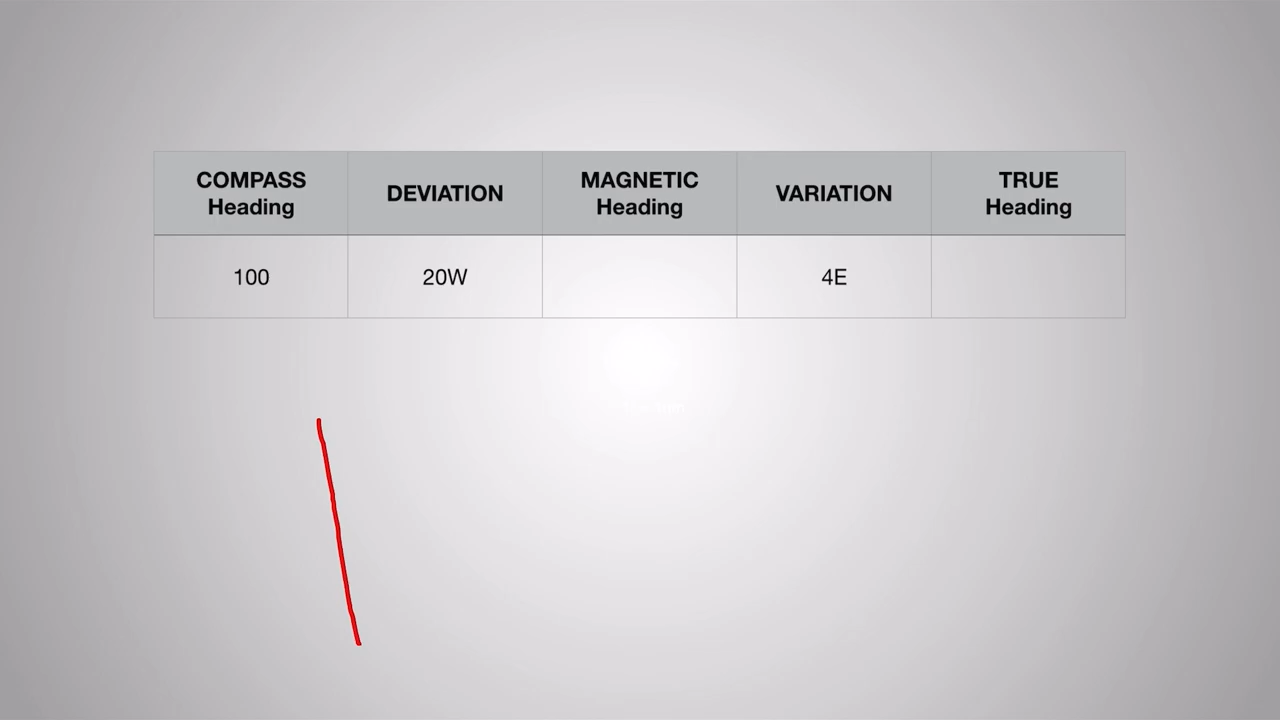 COMPASS
Heading
DEVIATION
MAGNETIC
Heading
VARIATION
TRUE
Heading
100
20W
4E